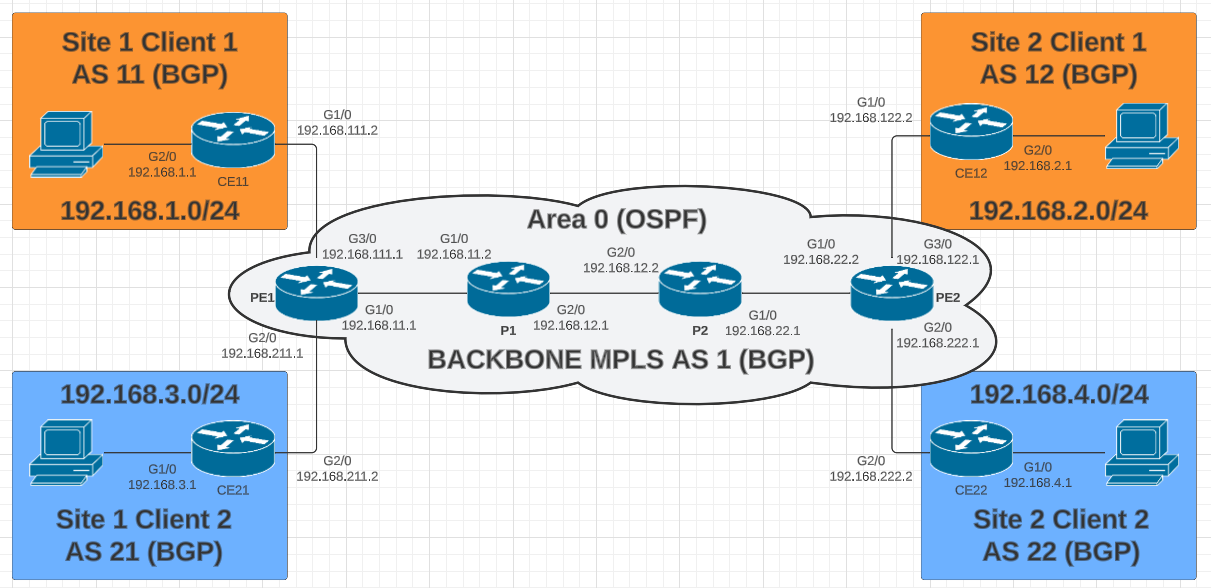 Site 1 Client 1
AS 11 (BGP)
G1/0
192.168.111.2
G2/0
192.168.1.1
CE11
192.168.1.0/24
Site 2 Client 1
AS 12 (BGP)
G1/0
192.168.122.2
G2/0
192.168.2.1
CE12
192.168.2.0/24
Area 0 (OSPF)
G3/0
192.168.111.1
G1/0
192.168.11.2
G2/0
192.168.12.2
G1/0
192.168.22.2
G3/0
192.168.122.1
PE1
PE2
G1/0
192.168.11.1
P1
G2/0
192.168.12.1
P2
G1/0
192.168.22.1
G2/0
192.168.211.1
G2/0
192.168.222.1
BACKBONE MPLS AS 1 (BGP)
192.168.3.0/24
G1/0
192.168.3.1
CE21
G2/0
192.168.211.2
Site 1 Client 2
AS 21 (BGP)
192.168.4.0/24
G2/0
192.168.222.2
G1/0
192.168.4.1
CE22
Site 2 Client 2
AS 22 (BGP)